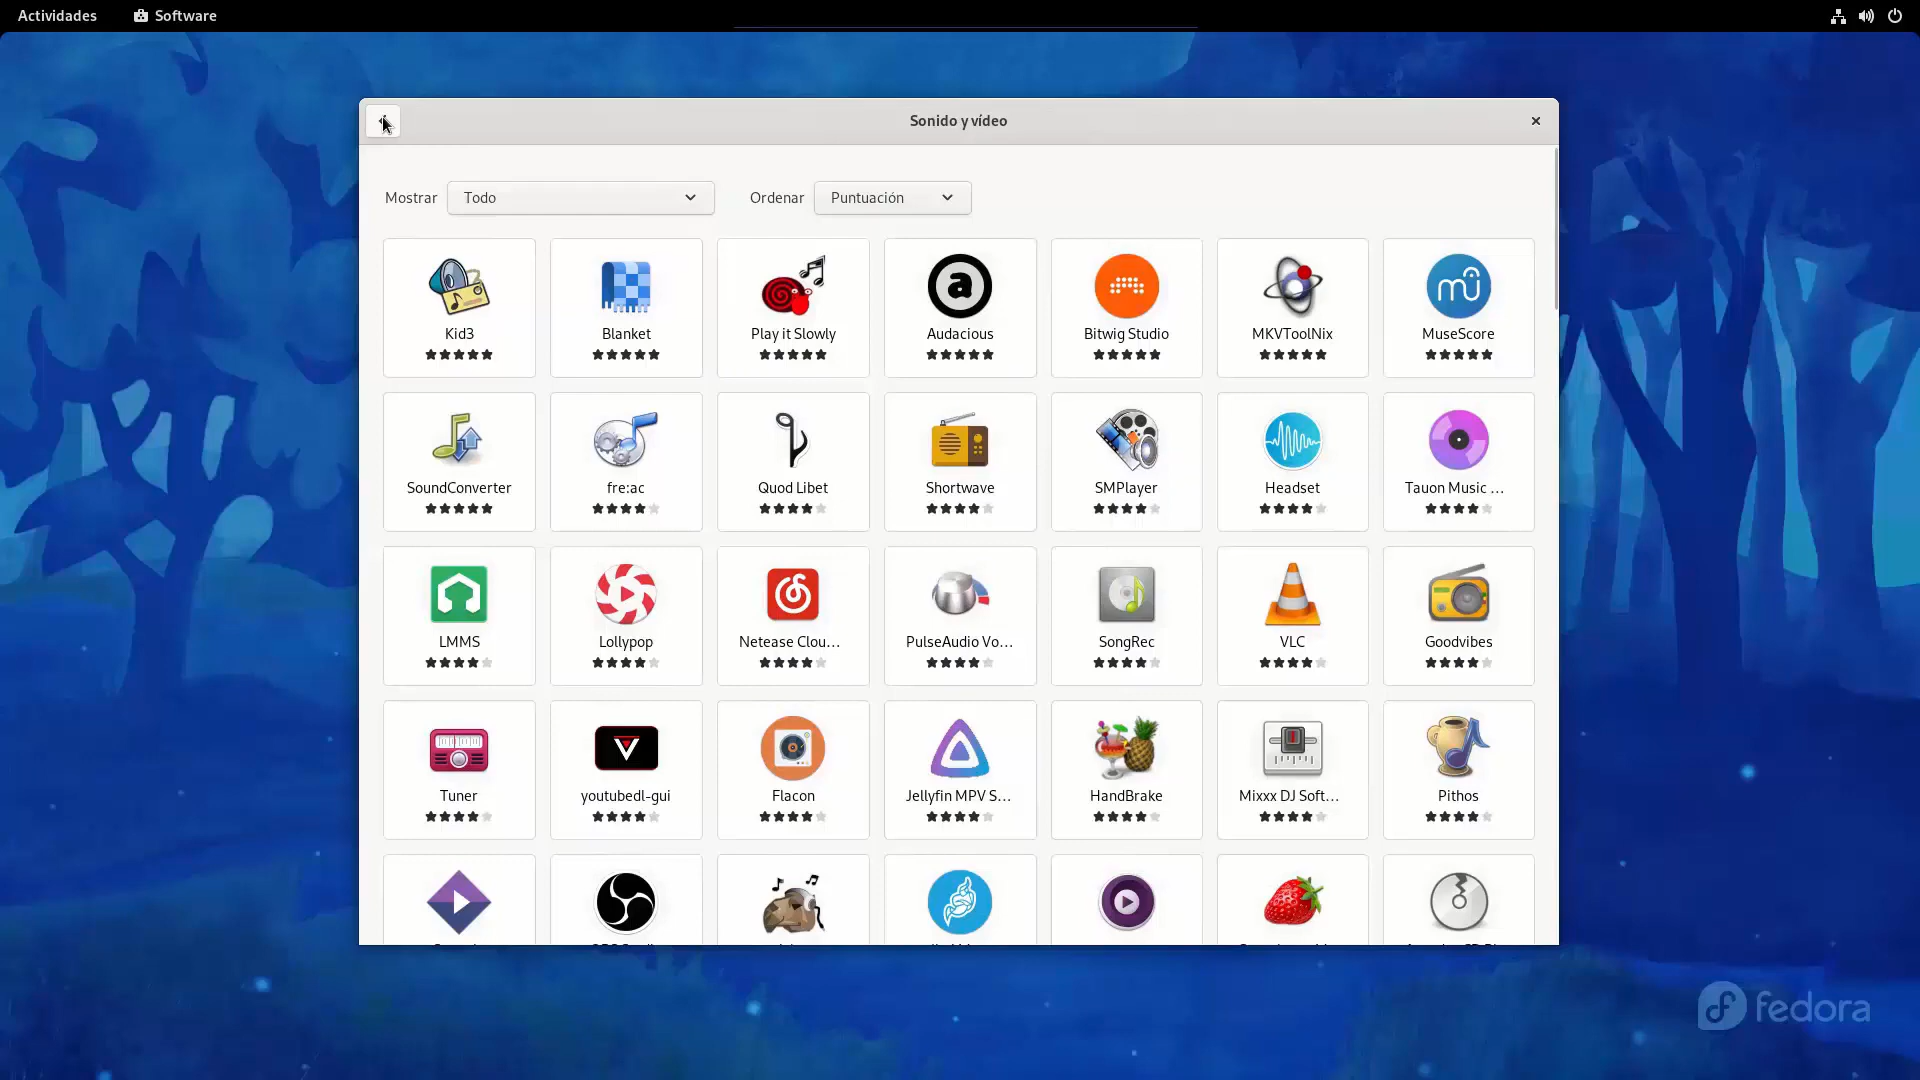 Actividades Software
Sonido y vídeo
Mostrar Todo Ordenar Puntuación
Kid3 Blanket Play it Slowly Audacious Bitwig Studio MKVToolNix MuseScore
SoundConverter fre:ac Quod Libet Shortwave SMPlayer Headset Tauon Music ...
LMMS Lollypop Netease Clou... PulseAudio Vo... SongRec VLC Goodvibes
Tuner youtubedl-gui Flacon Jellyfin MPV S... HandBrake Mixxx DJ Soft... Pithos
fedora